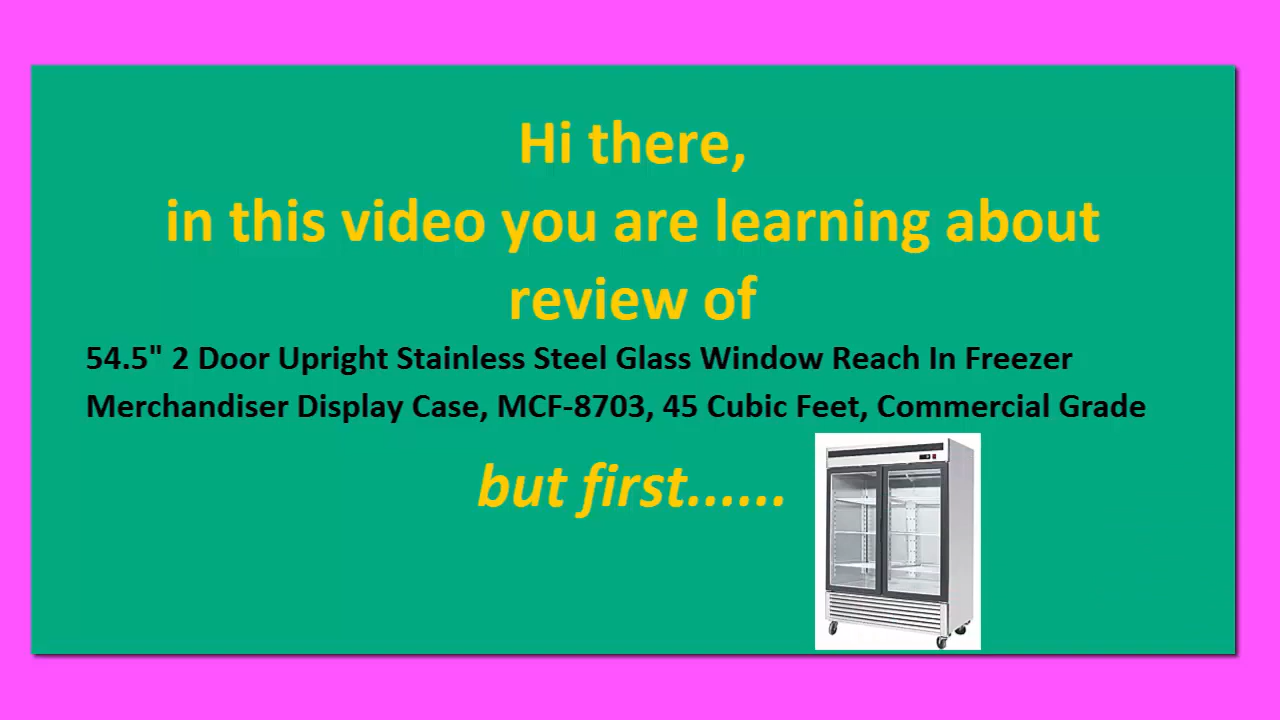 Hi there,
in this video you are learning about
review of
54.5" 2 Door Upright Stainless Steel Glass Window Reach In Freezer
Merchandiser Display Case, MCF-8703, 45 Cubic Feet, Commercial Grade
but first......